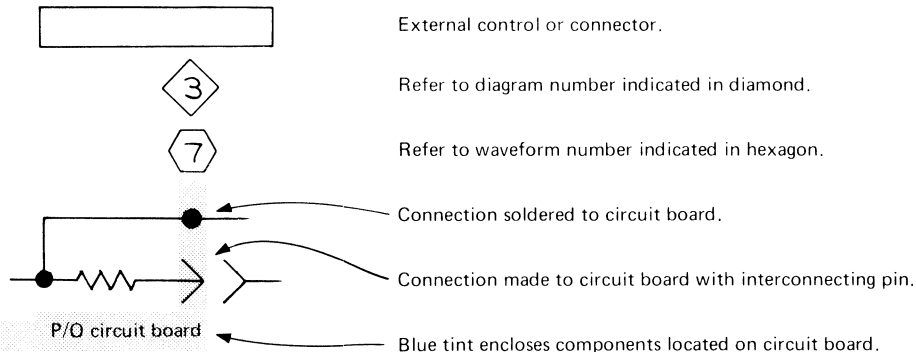 External control or connector.
3
Refer to diagram number indicated in diamond.
7
Refer to waveform number indicated in hexagon.
Connection soldered to circuit board.
Connection made to circuit board with interconnecting pin.
P/O circuit board
Blue tint encloses components located on circuit board.